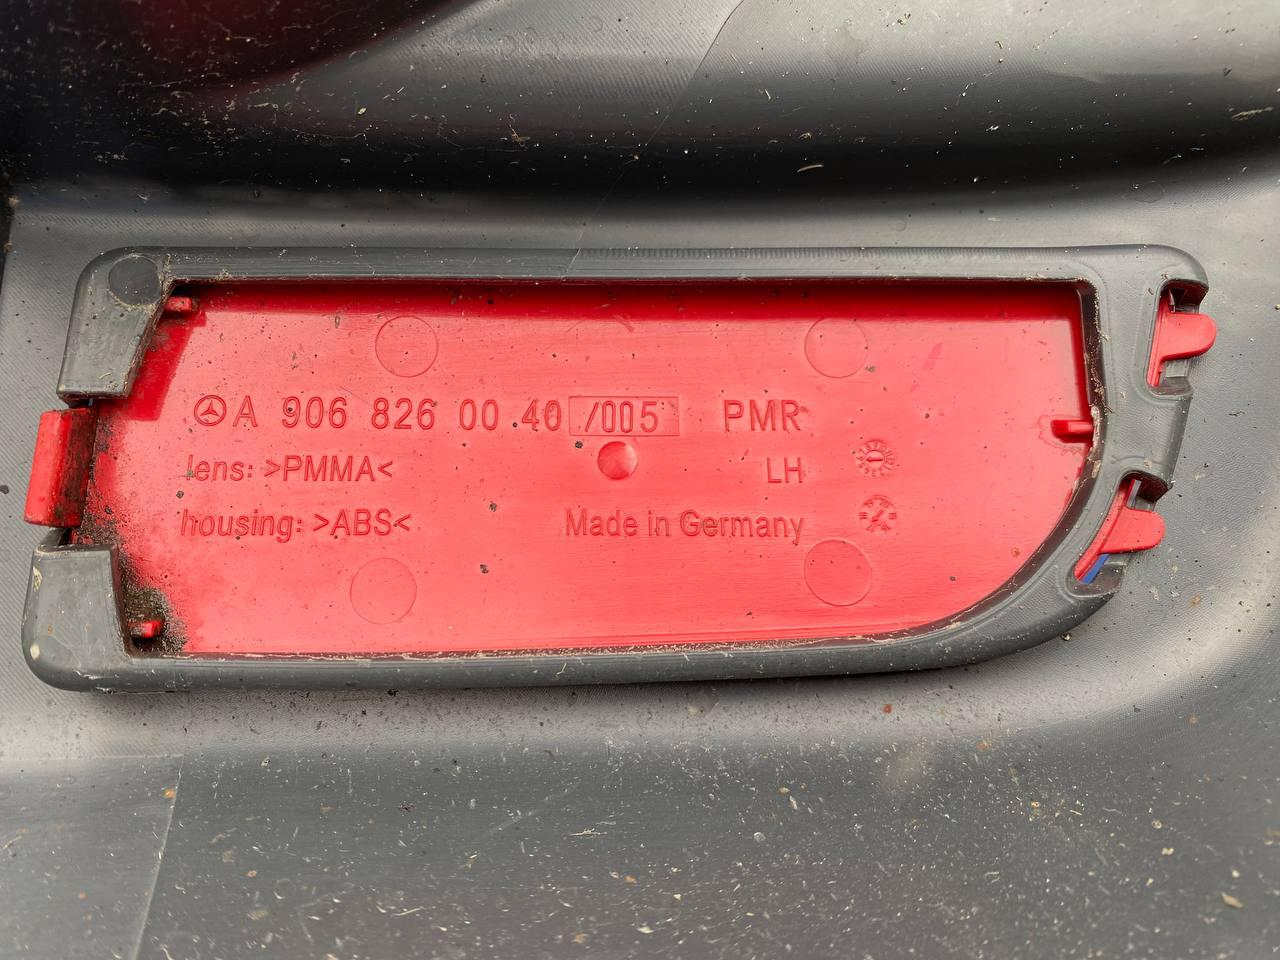 A 906 826 00 40 /005 PMR
lens: >PMMA< LH
housing: >ABS< Made in Germany